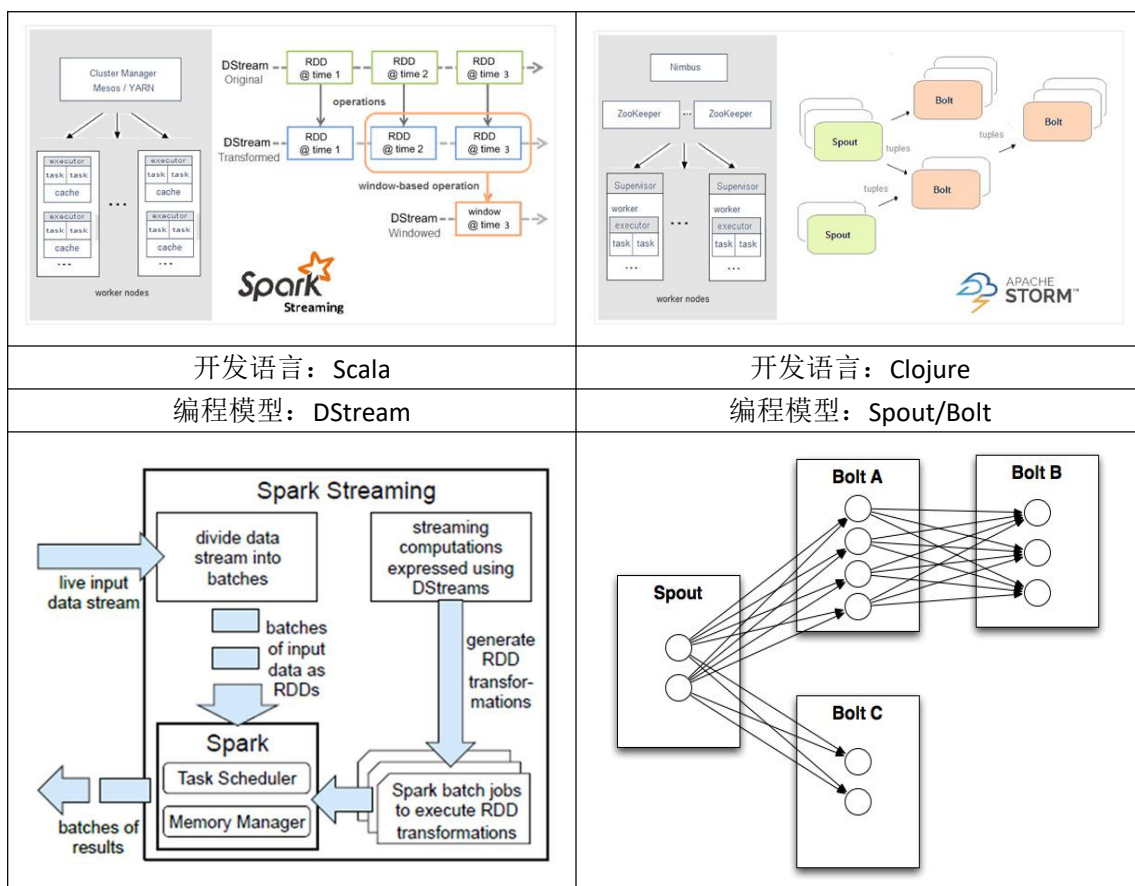 Cluster Manager
Mesos / YARN
executor
task task
cache
executor
task task
cache
...
...
executor
task task
cache
executor
task task
cache
...
worker nodes
DStream
Original
RDD
@ time 1
RDD
@ time 2
RDD
@ time 3
operations
DStream
Transformed
RDD
@ time 1
RDD
@ time 2
RDD
@ time 3
window-based operation
DStream
Windowed
window
@ time 3
Spark
Streaming
Nimbus
ZooKeeper ... ZooKeeper
Supervisor
worker
executor
task task
...
...
Supervisor
worker
executor
task task
...
worker nodes
Spout
Spout
tuples
tuples
Bolt
Bolt
tuples
Bolt
APACHE
STORM™
开发语言：Scala
开发语言：Clojure
编程模型：DStream
编程模型：Spout/Bolt
Spark Streaming
live input
data stream
divide data
stream into
batches
streaming
computations
expressed using
DStreams
batches
of input
data as
RDDs
generate
RDD
transfor-
mations
Spark
Task Scheduler
Memory Manager
Spark batch jobs
to execute RDD
transformations
batches of
results
Spout
Bolt A
Bolt B
Bolt C